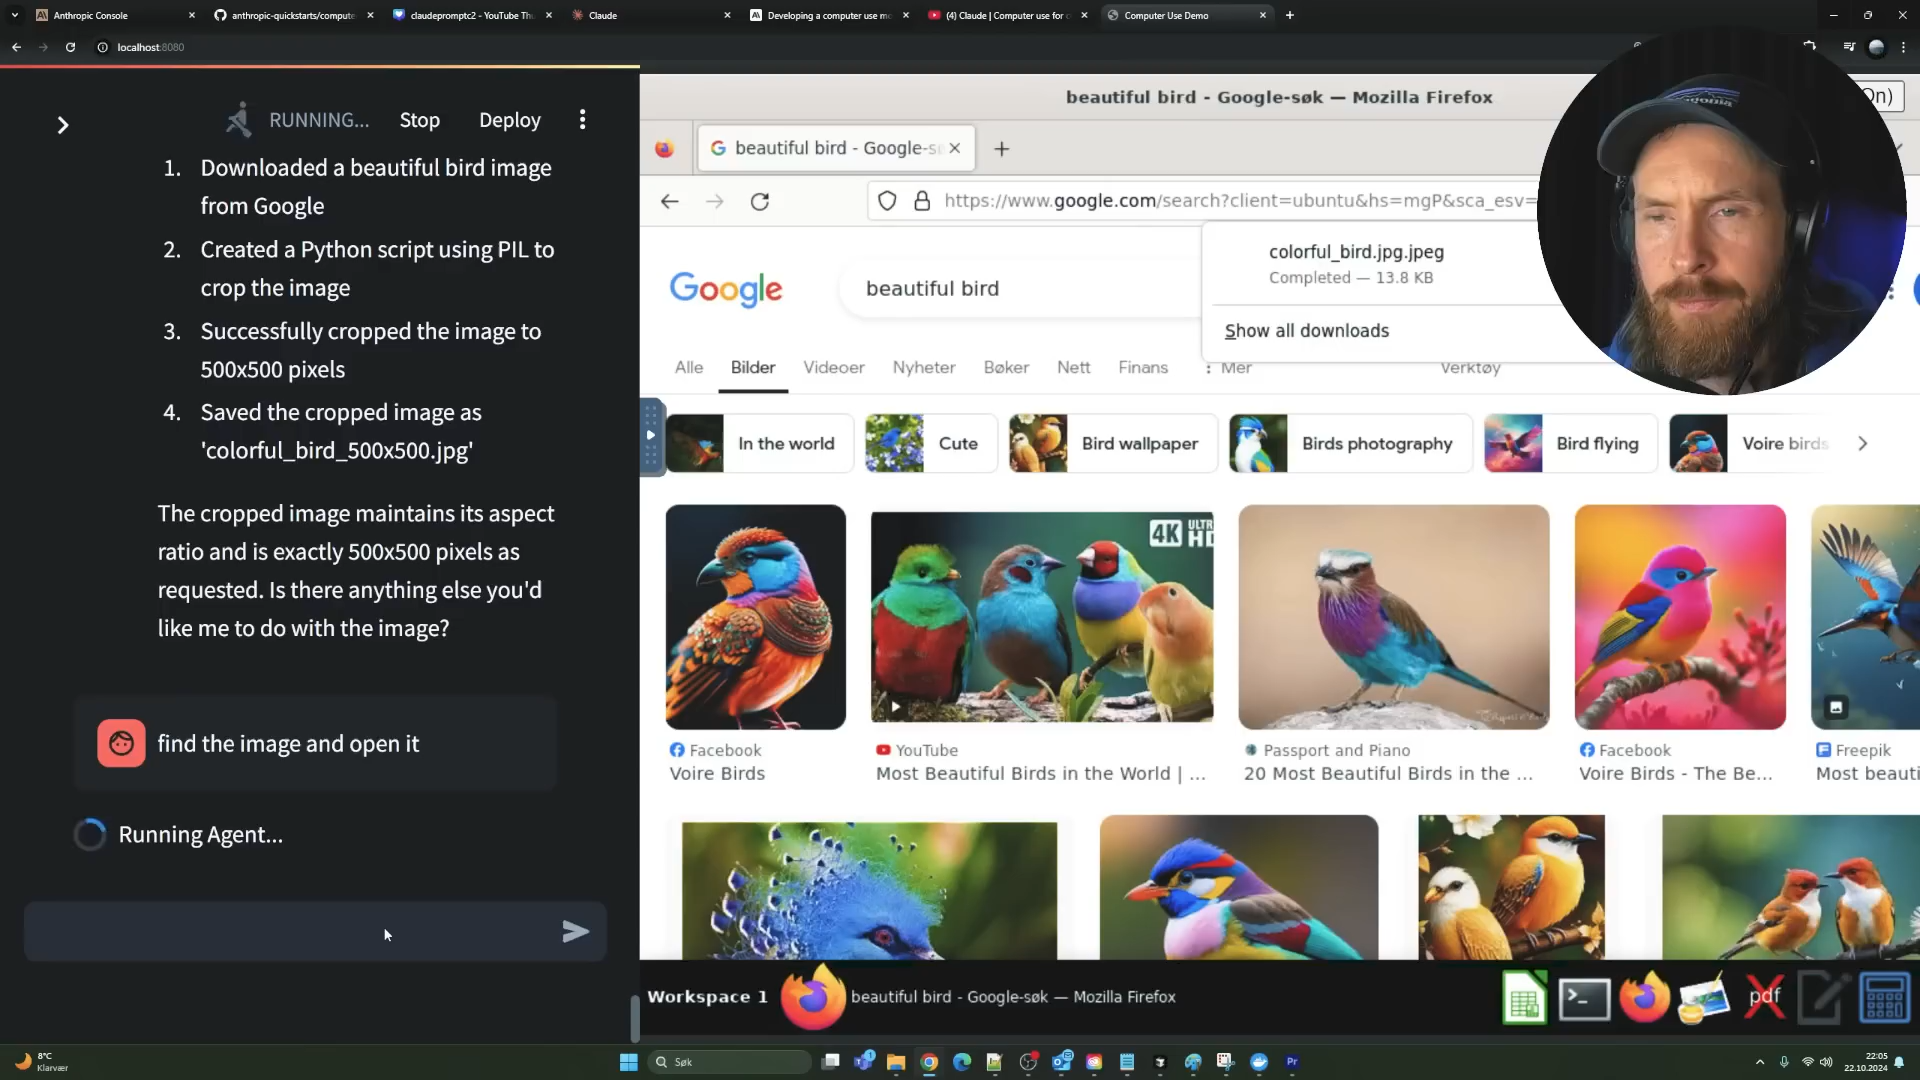 Anthropic Console
anthropic-quickstarts/compute
claudepromptc2 - YouTube Thu
Claude
Developing a computer use mo
(4) Claude | Computer use for
Computer Use Demo
localhost:8080
RUNNING...
Stop
Deploy
1. Downloaded a beautiful bird image
from Google
2. Created a Python script using PIL to
crop the image
3. Successfully cropped the image to
500x500 pixels
4. Saved the cropped image as
'colorful_bird_500x500.jpg'
The cropped image maintains its aspect
ratio and is exactly 500x500 pixels as
requested. Is there anything else you'd
like me to do with the image?
find the image and open it
Running Agent...
beautiful bird - Google-søk — Mozilla Firefox
On)
beautiful bird - Google-s
https://www.google.com/search?client=ubuntu&hs=mgP&sca_esv=
colorful_bird.jpg.jpeg
Completed — 13.8 KB
Show all downloads
Google
beautiful bird
Alle
Bilder
Videoer
Nyheter
Bøker
Nett
Finans
Mer
Verktøy
In the world
Cute
Bird wallpaper
Birds photography
Bird flying
Voire birds
4K ULTRA HD
Facebook
Voire Birds
YouTube
Most Beautiful Birds in the World | ...
Passport and Piano
20 Most Beautiful Birds in the ...
Facebook
Voire Birds - The Be...
Freepik
Most beauti
Workspace 1
beautiful bird - Google-søk — Mozilla Firefox
pdf
8°C
Klarvær
Søk
22:05
22.10.2024